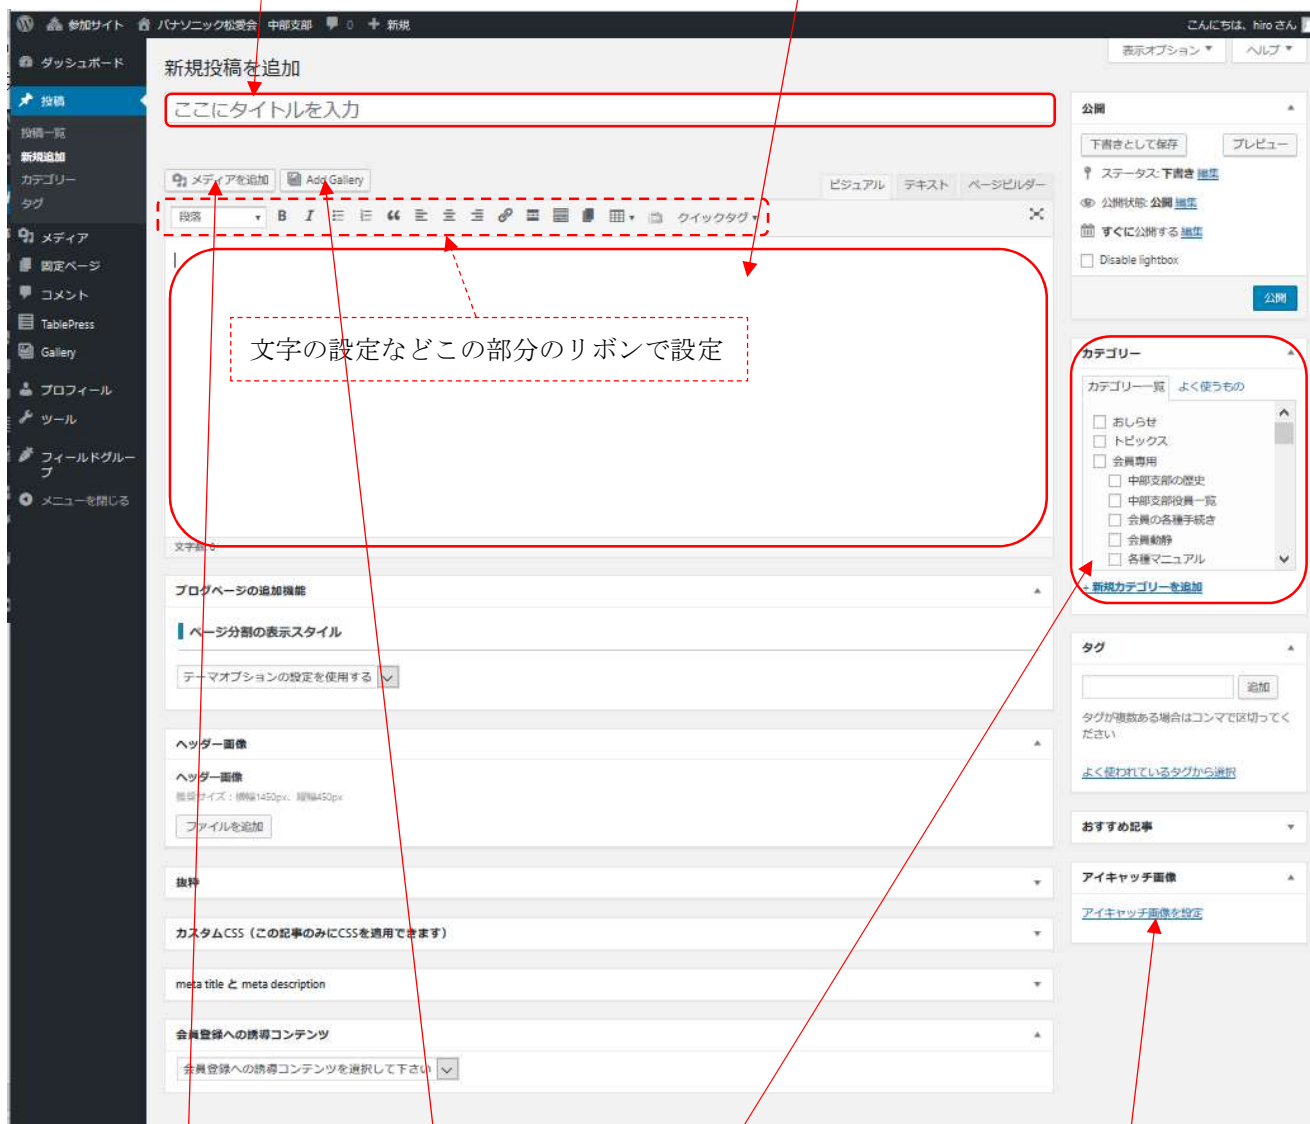 参加サイト パナソニック松愛会 中部支部 0 新規 こんにちは、hiro さん
表示オプション ヘルプ
ダッシュボード
投稿
投稿一覧
新規追加
カテゴリー
タグ
メディア
固定ページ
コメント
TablePress
Gallery
プロフィール
ツール
フィールドグルー
プ
メニューを閉じる
新規投稿を追加
ここにタイトルを入力
メディアを追加 Add Gallery
ビジュアル テキスト ページビルダー
段落 B I クイックタグ
文字の設定などこの部分のリボンで設定
文字数: 0
ブログページの追加機能
ページ分割の表示スタイル
テーマオプションの設定を使用する
ヘッダー画像
ヘッダー画像
推奨サイズ：横幅1450px、縦幅450px
ファイルを追加
抜粋
カスタムCSS（この記事のみにCSSを適用できます）
meta title と meta description
会員登録への誘導コンテンツ
会員登録への誘導コンテンツを選択して下さい
公開
下書きとして保存 プレビュー
ステータス: 下書き 編集
公開状態: 公開 編集
すぐに公開する 編集
Disable lightbox
公開
カテゴリー
カテゴリー一覧 よく使うもの
おしらせ
トピックス
会員専用
中部支部の歴史
中部支部役員一覧
会員の各種手続き
会員動静
各種マニュアル
+ 新規カテゴリーを追加
タグ
追加
タグが複数ある場合はコンマで区切ってく
ださい
よく使われているタグから選択
おすすめ記事
アイキャッチ画像
アイキャッチ画像を設定